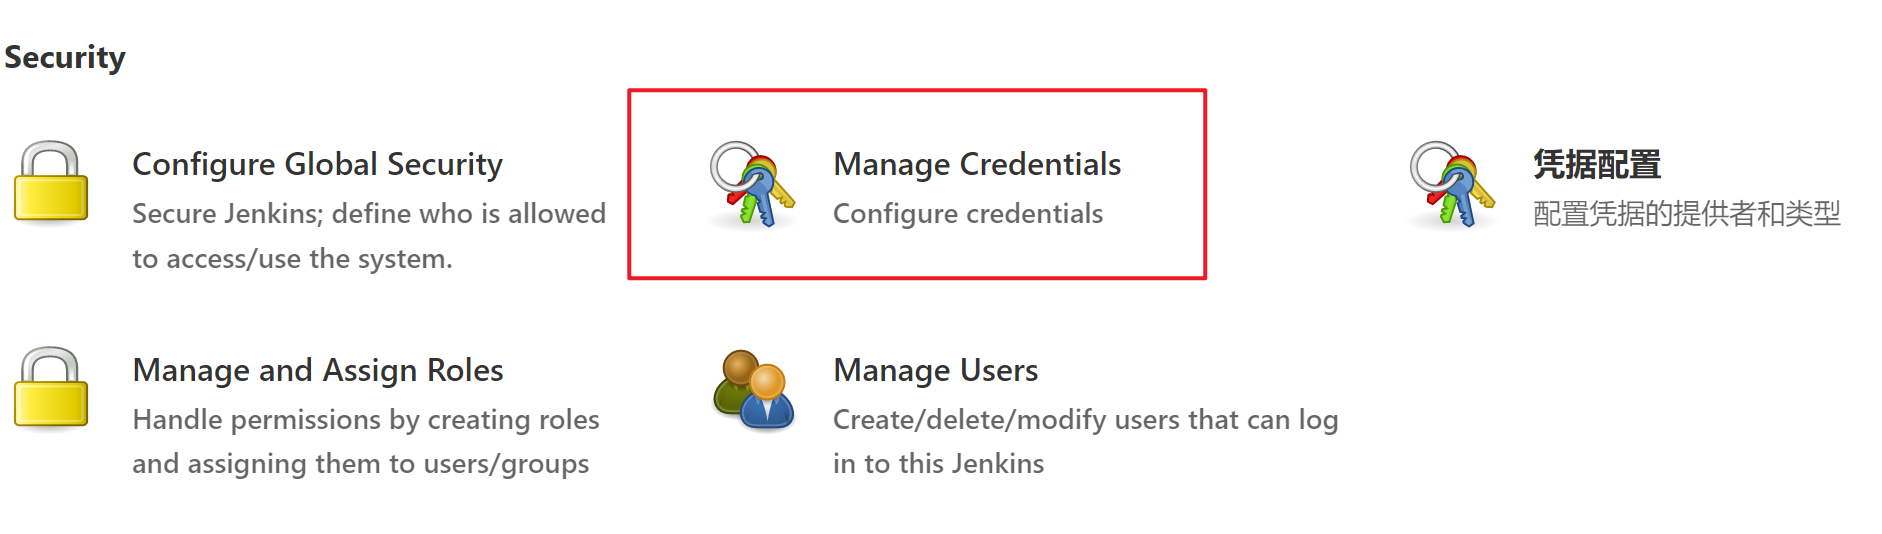 Security
Configure Global Security
Secure Jenkins; define who is allowed
to access/use the system.
Manage Credentials
Configure credentials
凭据配置
配置凭据的提供者和类型
Manage and Assign Roles
Handle permissions by creating roles
and assigning them to users/groups
Manage Users
Create/delete/modify users that can log
in to this Jenkins